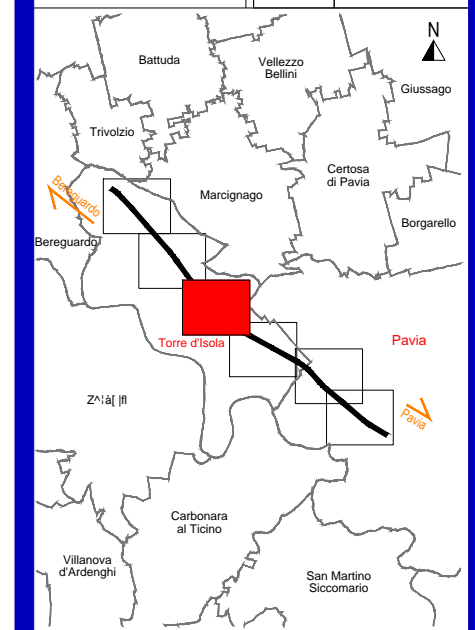 N
Battuda
Vellezzo
Bellini
Giussago
Trivolzio
Certosa
di Pavia
Bereguardo
Marcignago
Borgarello
Bereguardo
Torre d'Isola
Pavia
Z^¦à[ |fl
Pavia
Carbonara
al Ticino
Villanova
d'Ardenghi
San Martino
Siccomario